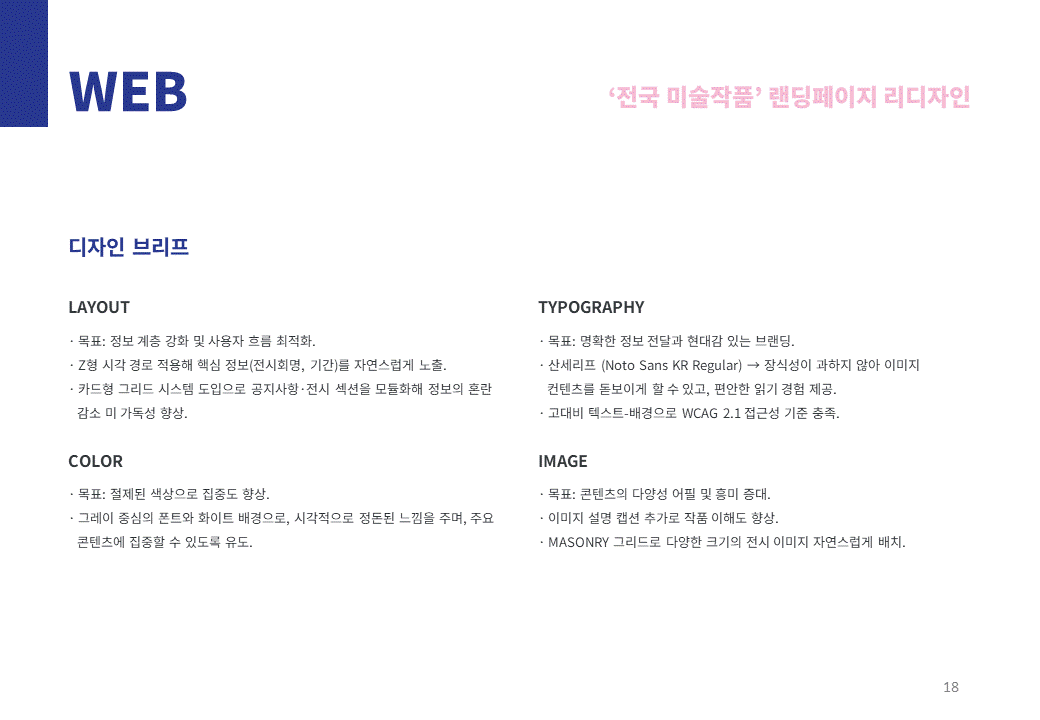 WEB
‘전국 미술작품’ 랜딩페이지 리디자인
디자인 브리프
LAYOUT
· 목표: 정보 계층 강화 및 사용자 흐름 최적화.
· Z형 시각 경로 적용해 핵심 정보(전시회명, 기간)를 자연스럽게 노출.
· 카드형 그리드 시스템 도입으로 공지사항·전시 섹션을 모듈화해 정보의 혼란
감소 미 가독성 향상.
TYPOGRAPHY
· 목표: 명확한 정보 전달과 현대감 있는 브랜딩.
· 산세리프 (Noto Sans KR Regular) → 장식성이 과하지 않아 이미지
컨텐츠를 돋보이게 할 수 있고, 편안한 읽기 경험 제공.
· 고대비 텍스트-배경으로 WCAG 2.1 접근성 기준 충족.
COLOR
· 목표: 절제된 색상으로 집중도 향상.
· 그레이 중심의 폰트와 화이트 배경으로, 시각적으로 정돈된 느낌을 주며, 주요
콘텐츠에 집중할 수 있도록 유도.
IMAGE
· 목표: 콘텐츠의 다양성 어필 및 흥미 증대.
· 이미지 설명 캡션 추가로 작품 이해도 향상.
· MASONRY 그리드로 다양한 크기의 전시 이미지 자연스럽게 배치.
18